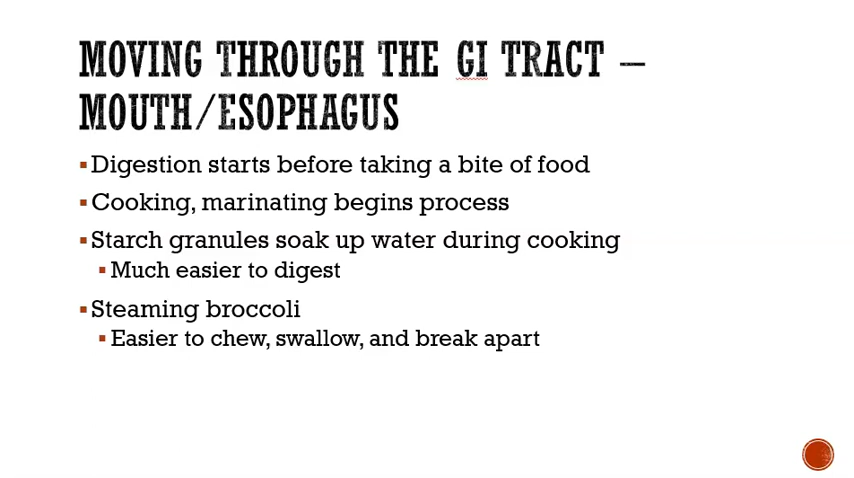 MOVING THROUGH THE GI TRACT –
MOUTH/ESOPHAGUS
▪Digestion starts before taking a bite of food
▪Cooking, marinating begins process
▪Starch granules soak up water during cooking
▪Much easier to digest
▪Steaming broccoli
▪Easier to chew, swallow, and break apart